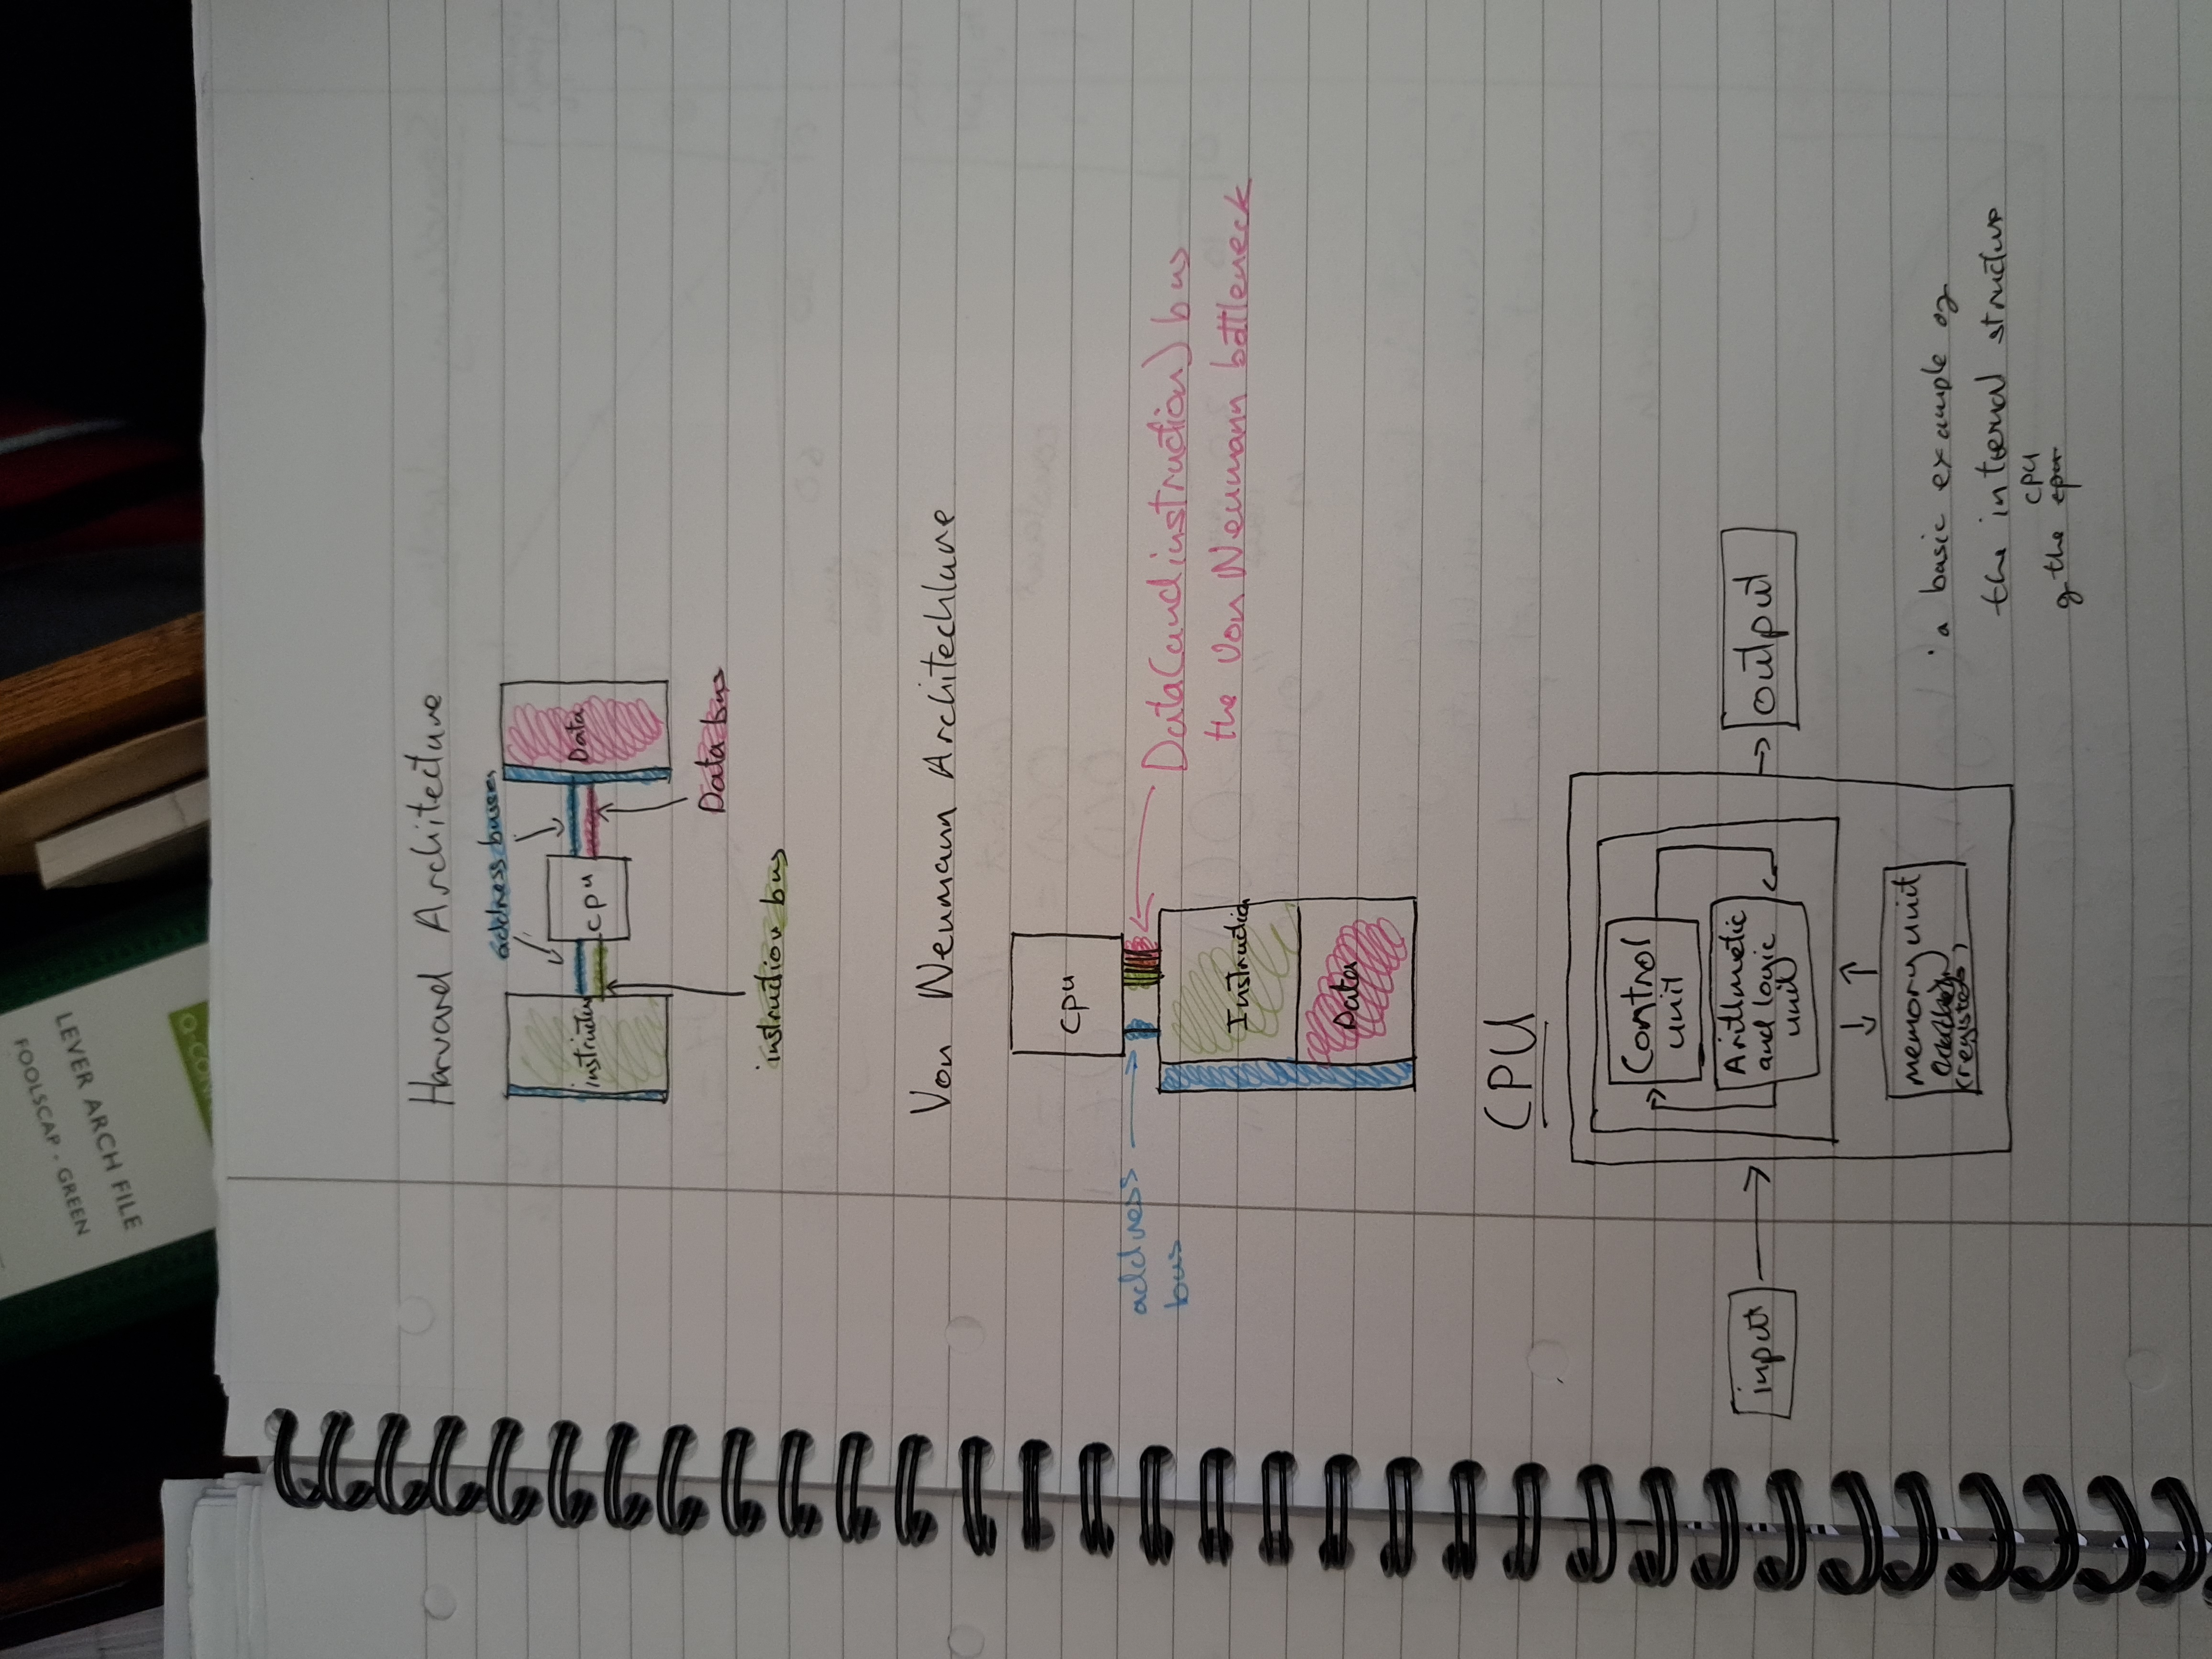 FOOLSCAP · GREEN
LEVER ARCH FILE
Harvard Architecture
address buses
instruction
cpu
Data
Data bus
instruction bus
Von Neumann Architechture
cpu
address
bus
Data (and instruction) bus
the Von Neumann bottleneck
Instruction
Data
CPU
Control
unit
Arithmetic
and logic
unit
input
output
memory unit
(registers)
· a basic example of
the internal structure
cpu
of the